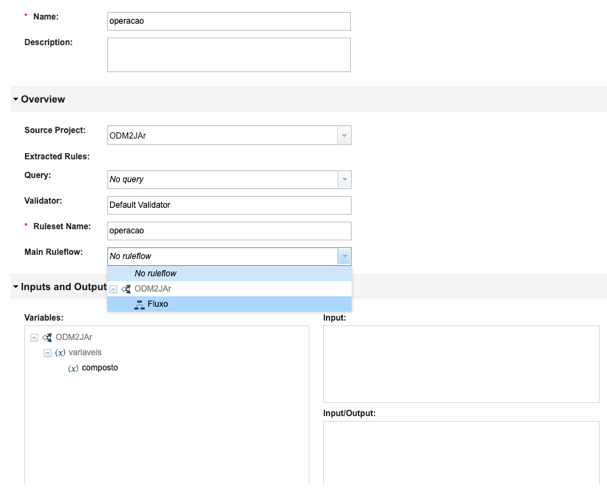 * Name:
operacao
Description:
Overview
Source Project:
ODM2JAr
Extracted Rules:
Query:
No query
Validator:
Default Validator
* Ruleset Name:
operacao
Main Ruleflow:
No ruleflow
No ruleflow
ODM2JAr
Fluxo
Inputs and Output
Variables:
ODM2JAr
(x) variaveis
(x) composto
Input:
Input/Output: